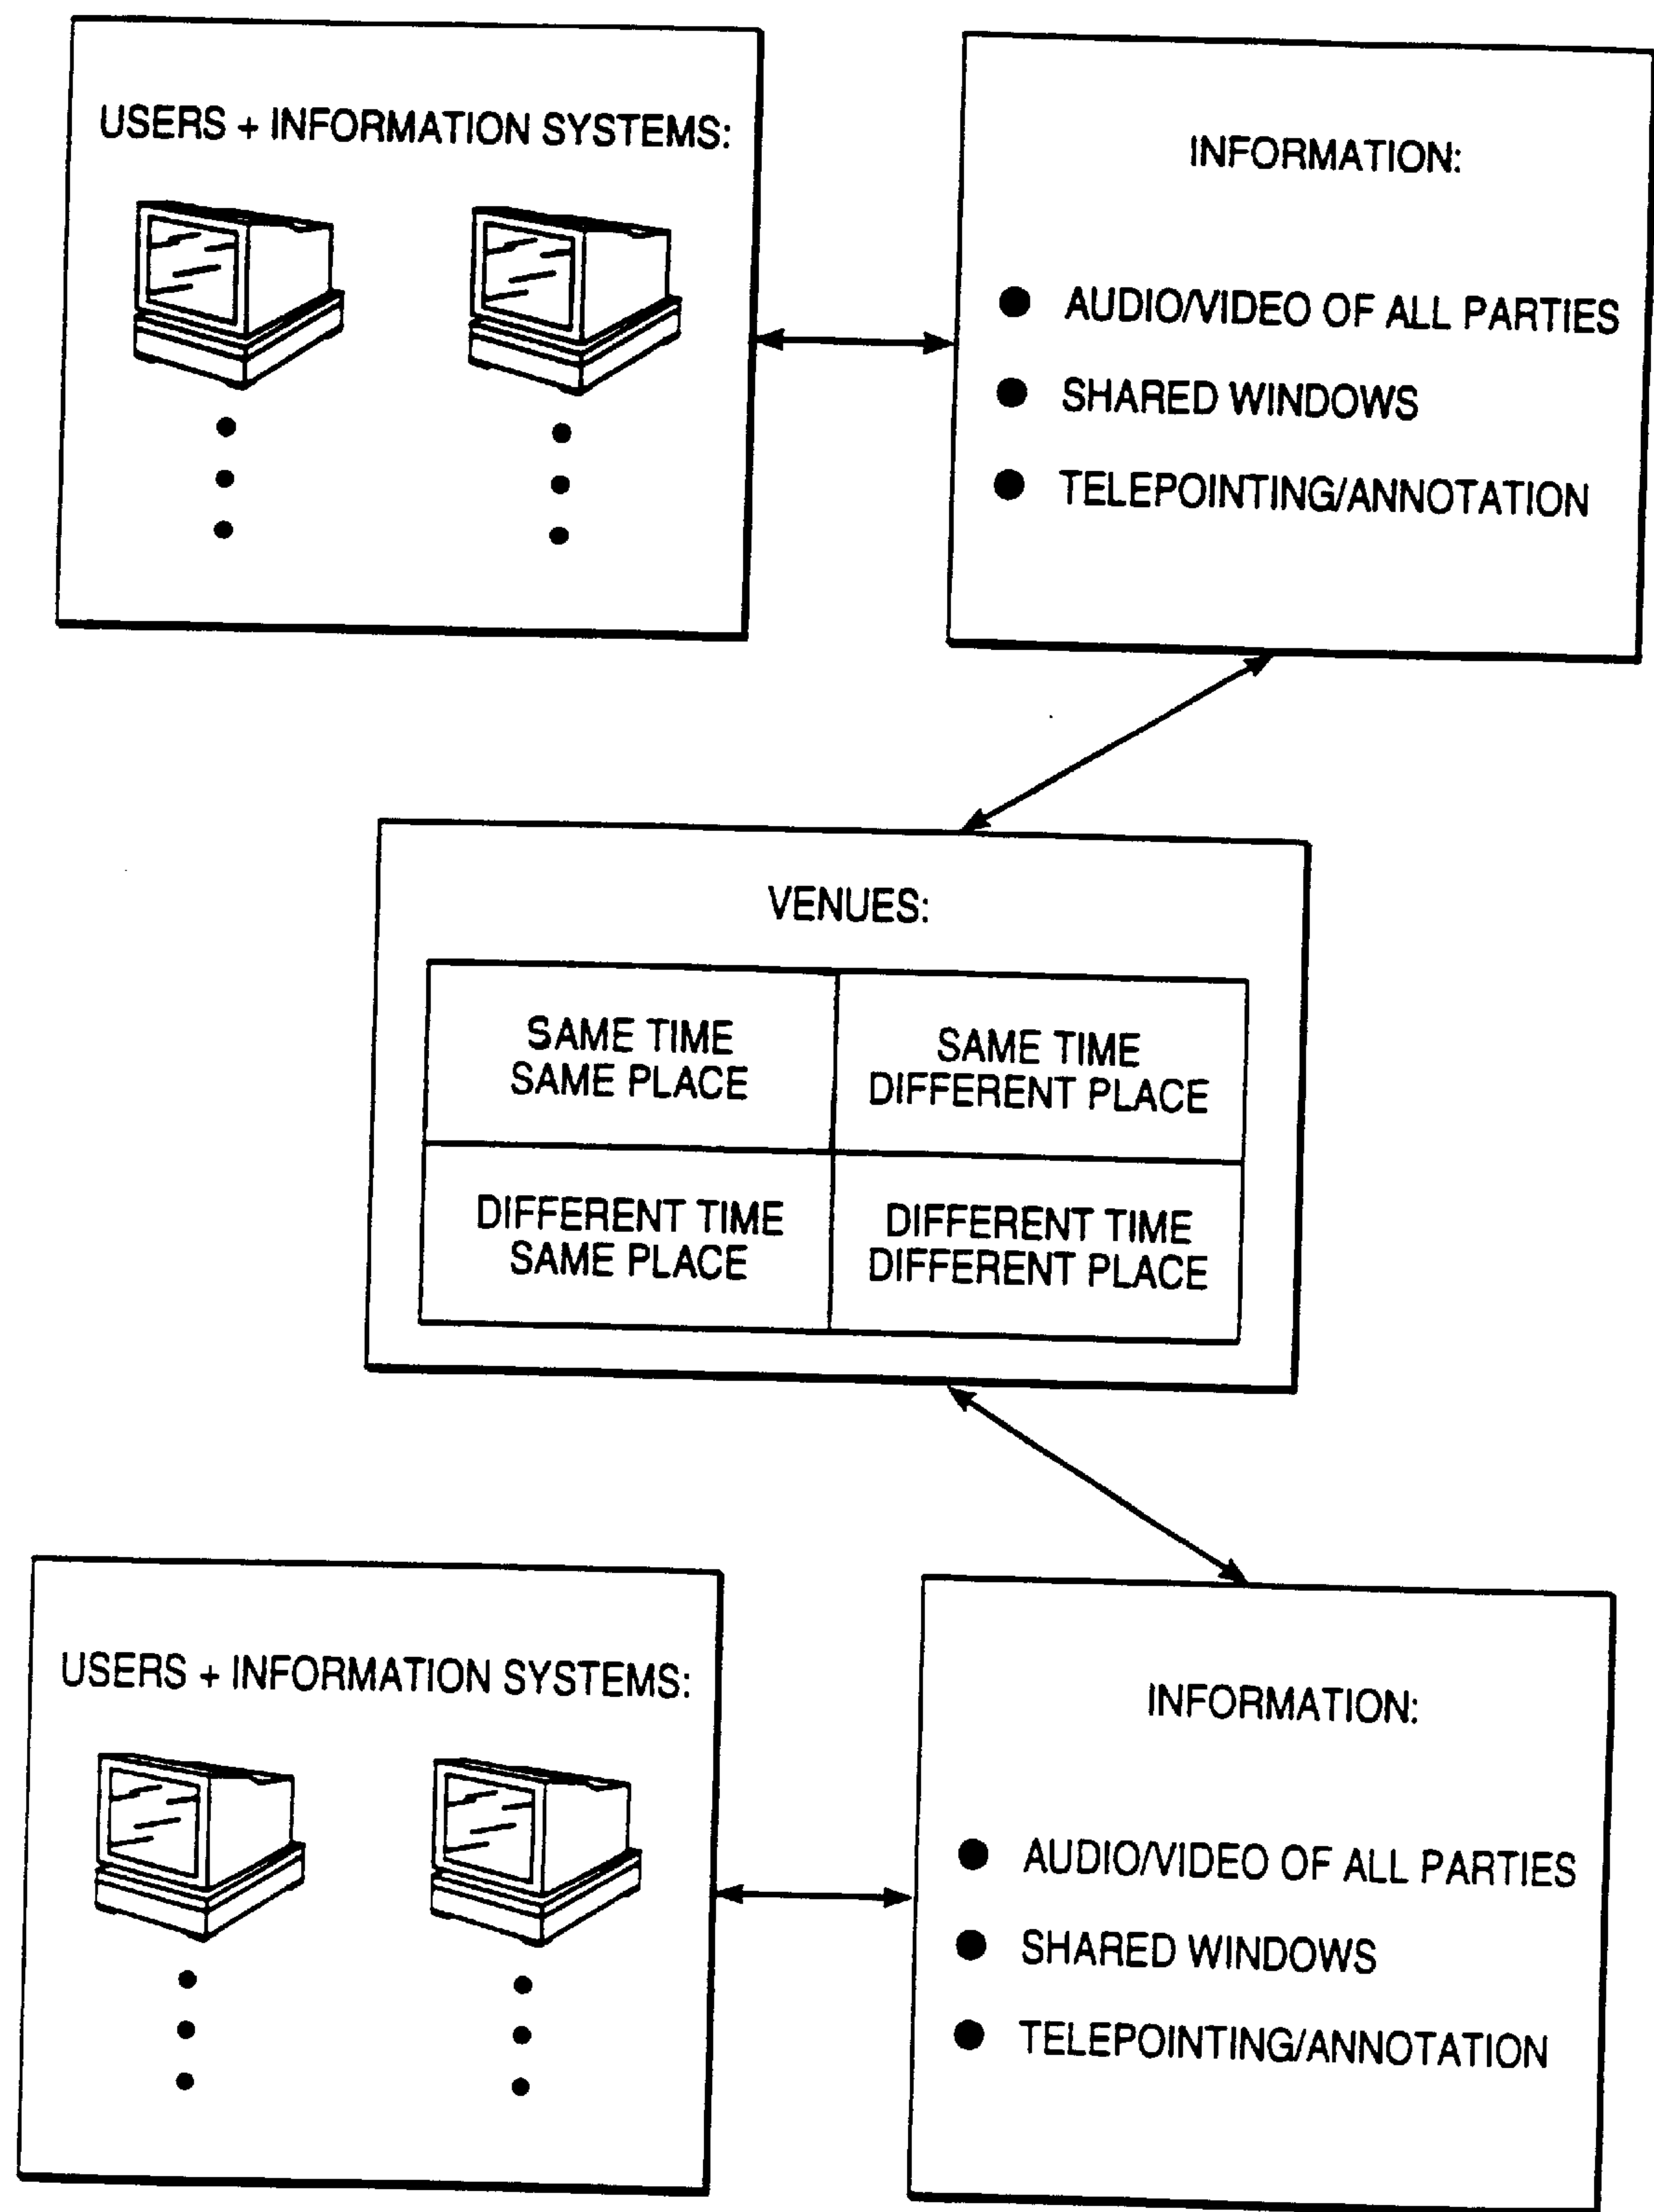 USERS + INFORMATION SYSTEMS:
INFORMATION:
● AUDIO/VIDEO OF ALL PARTIES
● SHARED WINDOWS
● TELEPOINTING/ANNOTATION
VENUES:
SAME TIME
SAME PLACE
SAME TIME
DIFFERENT PLACE
DIFFERENT TIME
SAME PLACE
DIFFERENT TIME
DIFFERENT PLACE
USERS + INFORMATION SYSTEMS:
INFORMATION:
● AUDIO/VIDEO OF ALL PARTIES
● SHARED WINDOWS
● TELEPOINTING/ANNOTATION